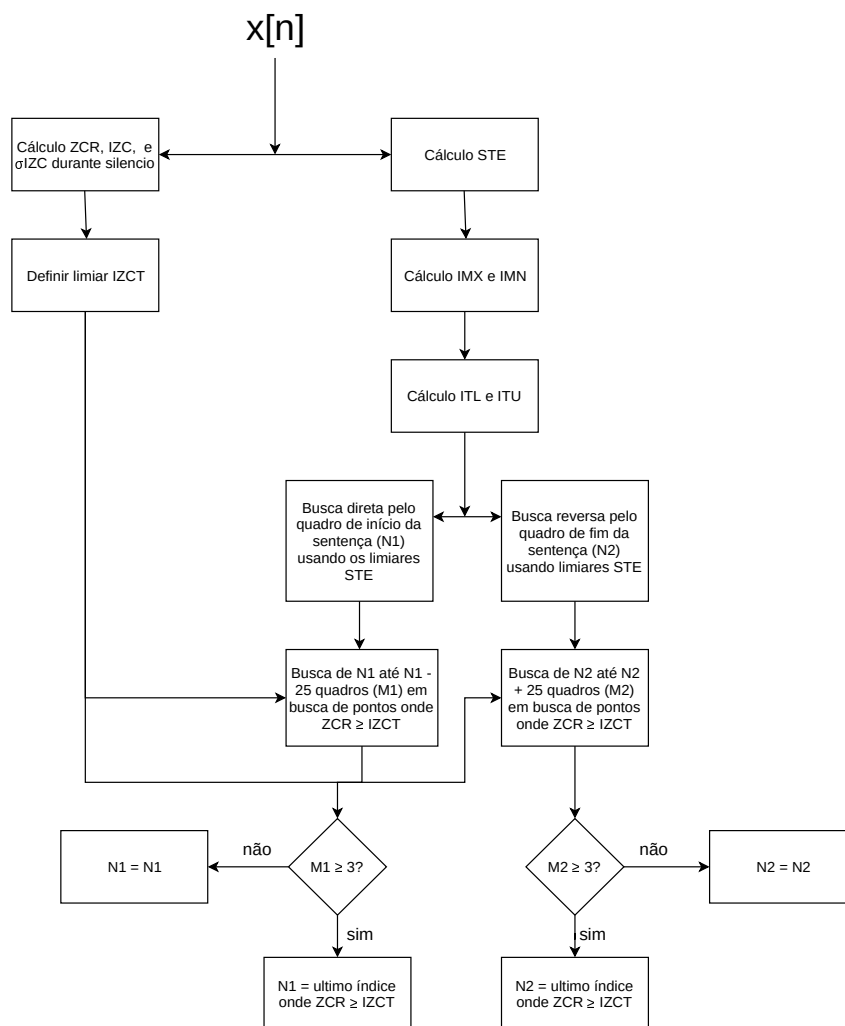 x[n]
Cálculo ZCR, IZC,  e
σIZC durante silencio
Cálculo STE
Definir limiar IZCT
Cálculo IMX e IMN
Cálculo ITL e ITU
Busca direta pelo
quadro de início da
sentença (N1)
usando os limiares
STE
Busca reversa pelo
quadro de fim da
sentença (N2)
usando limiares STE
Busca de N1 até N1 -
25 quadros (M1) em
busca de pontos onde
ZCR ≥ IZCT
Busca de N2 até N2
+ 25 quadros (M2)
em busca de pontos
onde ZCR ≥ IZCT
N1 = N1
não
M1 ≥ 3?
M2 ≥ 3?
não
N2 = N2
sim
sim
N1 = ultimo índice
onde ZCR ≥ IZCT
N2 = ultimo índice
onde ZCR ≥ IZCT